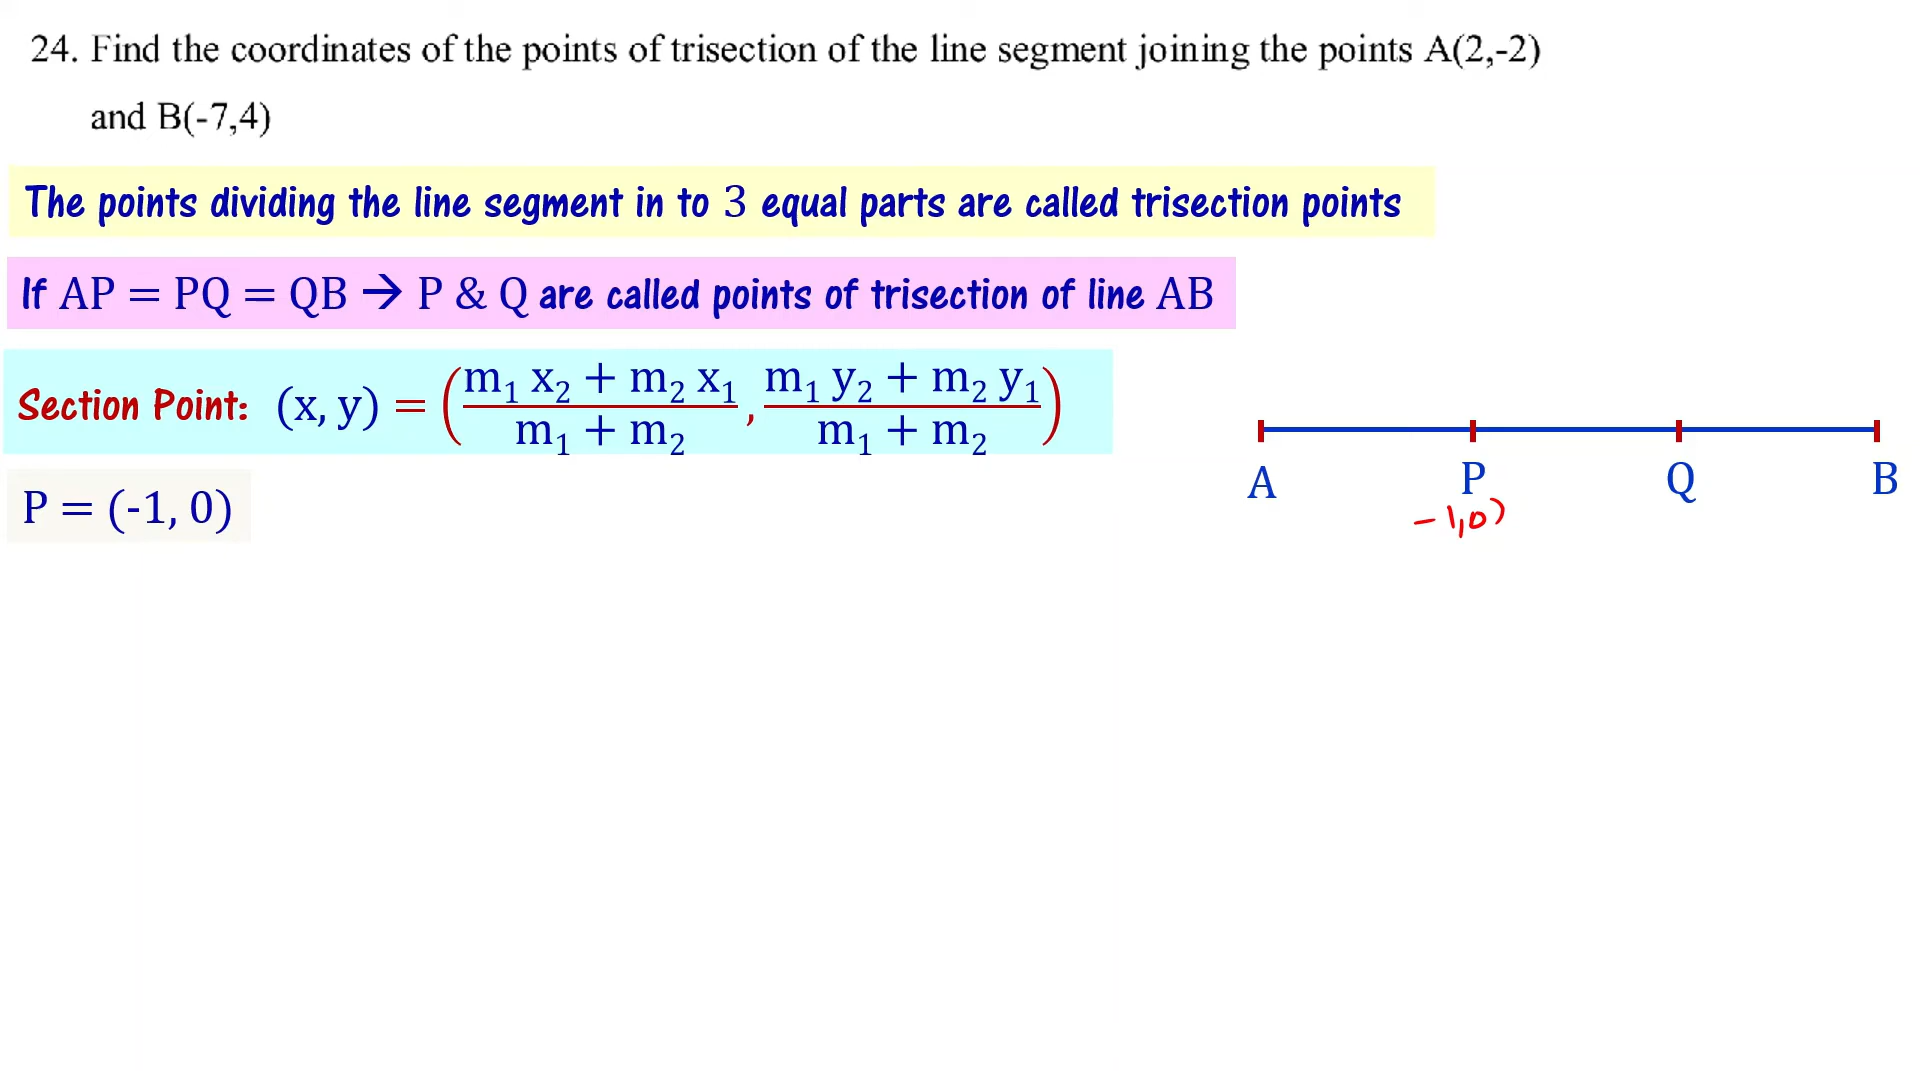 24. Find the coordinates of the points of trisection of the line segment joining the points A(2,-2)
and B(-7,4)
The points dividing the line segment in to 3 equal parts are called trisection points
If AP = PQ = QB → P & Q are called points of trisection of line AB
Section Point: (x, y) = (m₁ x₂ + m₂ x₁ / m₁ + m₂ , m₁ y₂ + m₂ y₁ / m₁ + m₂)
P = (-1, 0)
A P Q B
-1,0)